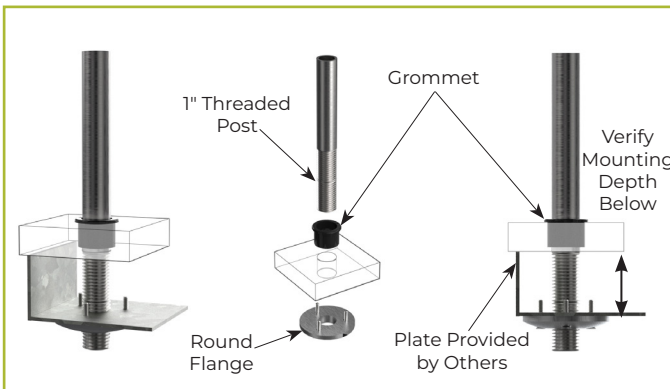 1" Threaded
Post
Grommet
Verify
Mounting
Depth
Below
Round
Flange
Plate Provided
by Others